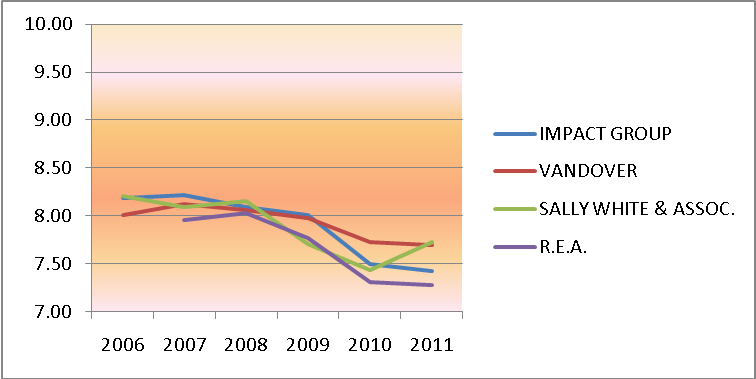 10.00
9.50
9.00
8.50
8.00
7.50
7.00
2006 2007 2008 2009 2010 2011
IMPACT GROUP
VANDOVER
SALLY WHITE & ASSOC.
R.E.A.